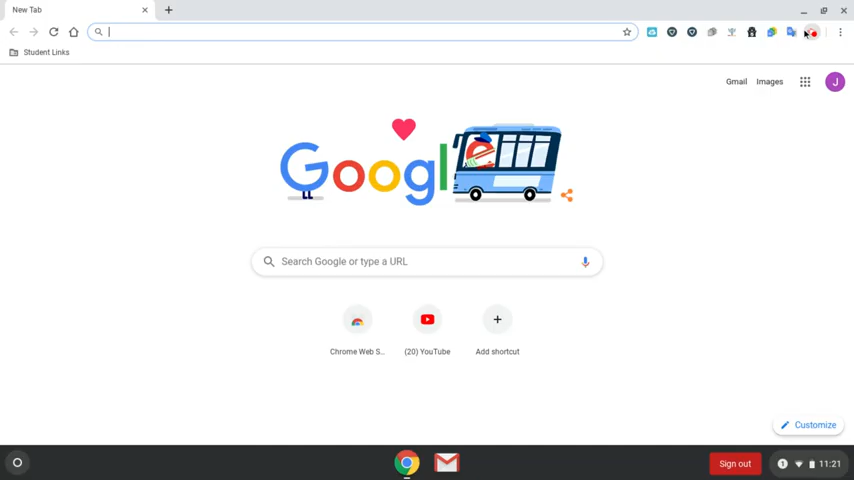 New Tab
Student Links
Gmail Images
J
Googl
Search Google or type a URL
Chrome Web S... (20) YouTube Add shortcut
Customize
Sign out 1 11:21